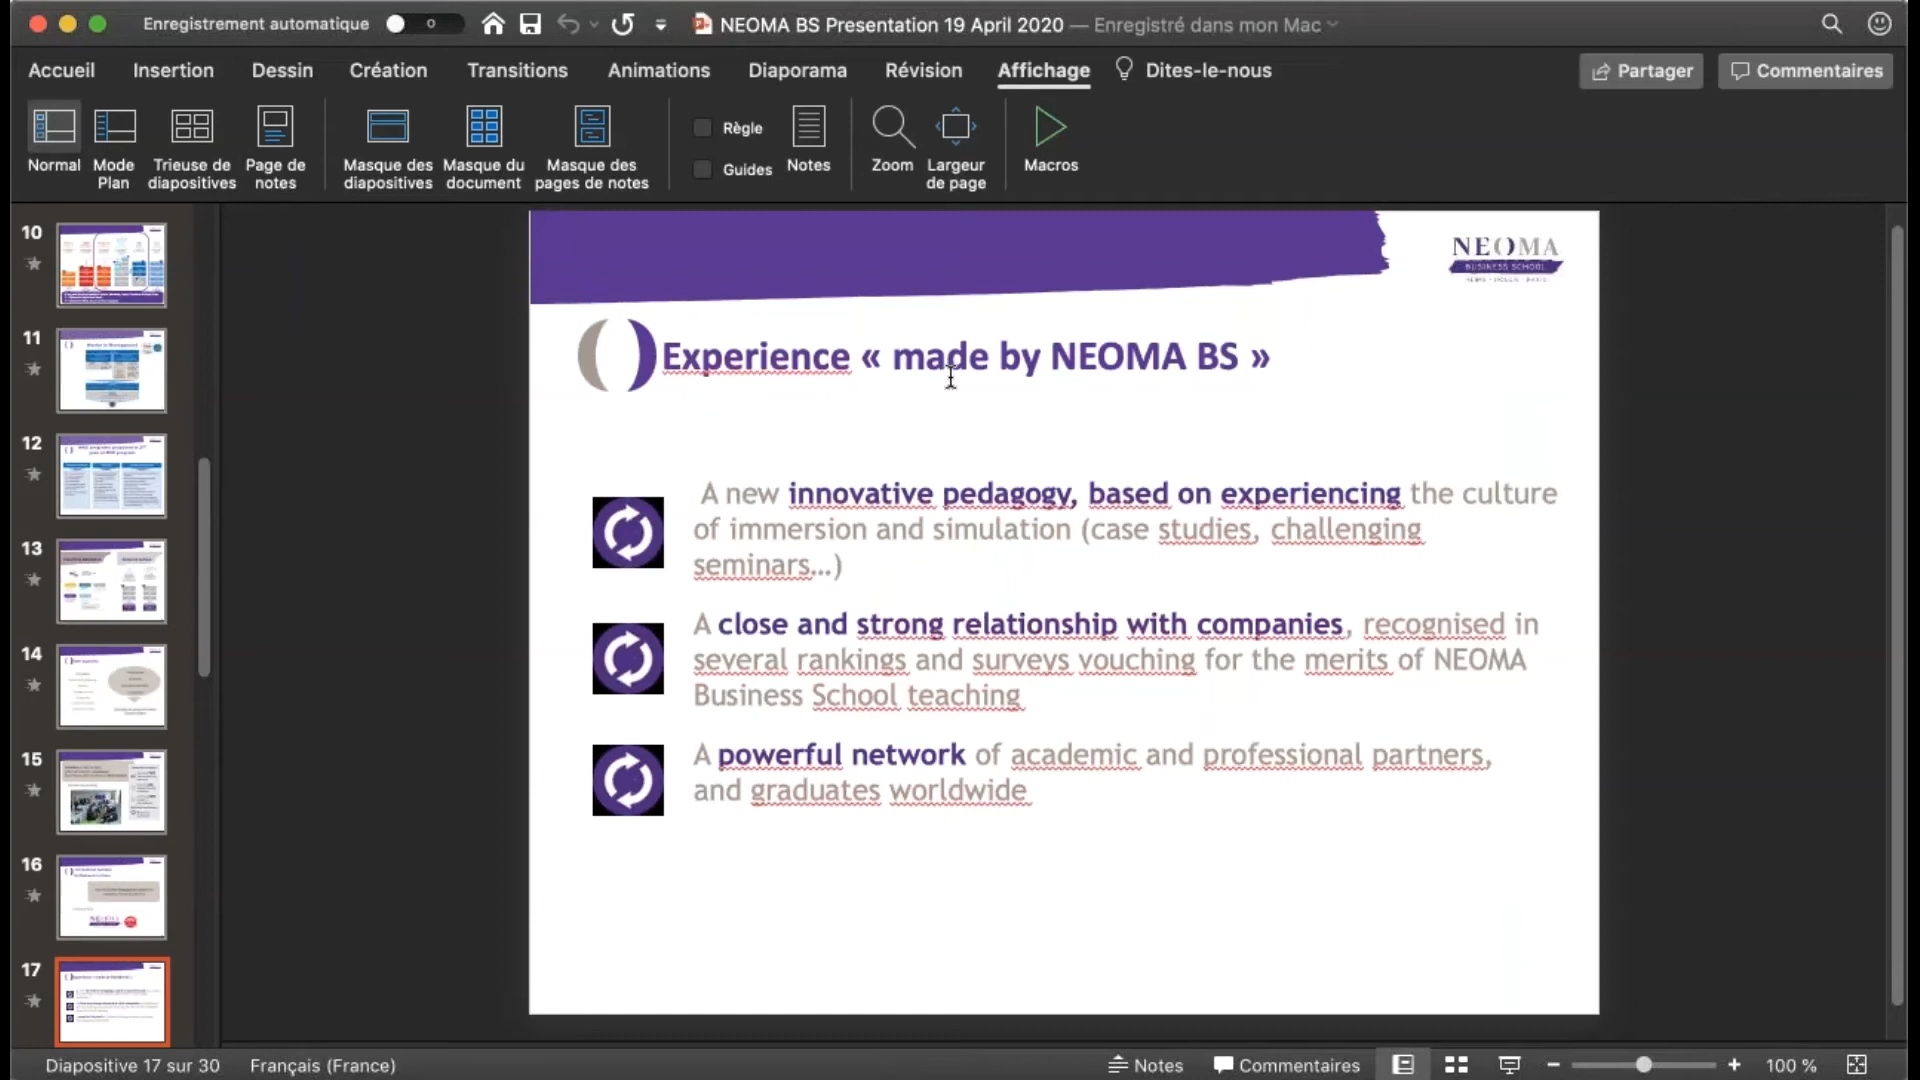 Enregistrement automatique
NEOMA BS Presentation 19 April 2020 — Enregistré dans mon Mac
Accueil Insertion Dessin Création Transitions Animations Diaporama Révision Affichage Dites-le-nous Partager Commentaires
Normal
Mode
Plan
Trieuse de
diapositives
Page de
notes
Masque des
diapositives
Masque du
document
Masque des
pages de notes
Règle
Guides
Notes
Zoom
Largeur
de page
Macros
10
11
12
13
14
15
16
17
NEOMA
BUSINESS SCHOOL
Experience « made by NEOMA BS »
A new innovative pedagogy, based on experiencing the culture
of immersion and simulation (case studies, challenging
seminars...)
A close and strong relationship with companies, recognised in
several rankings and surveys vouching for the merits of NEOMA
Business School teaching
A powerful network of academic and professional partners,
and graduates worldwide
Diapositive 17 sur 30 Français (France) Notes Commentaires 100 %